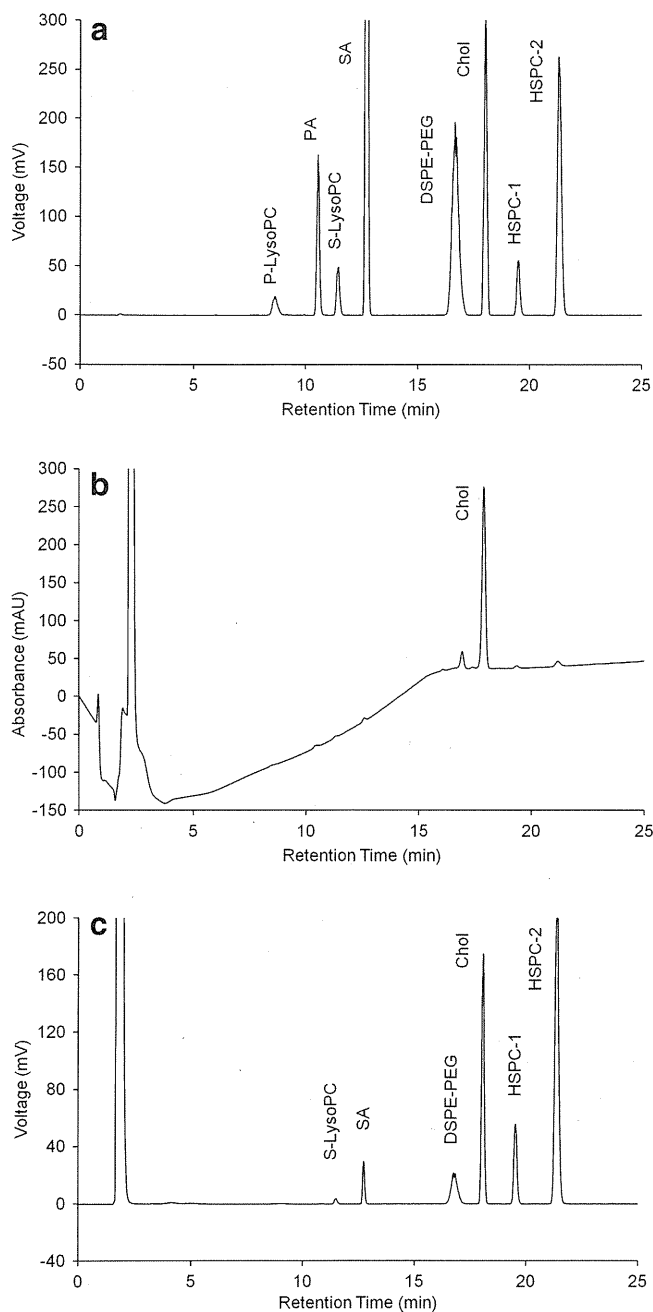 a
300
250
200
150
100
50
0
-50
Voltage (mV)
P-LysoPC
PA
S-LysoPC
SA
DSPE-PEG
Chol
HSPC-1
HSPC-2
0 5 10 15 20 25
Retention Time (min)
b
300
250
200
150
100
50
0
-50
-100
-150
Absorbance (mAU)
Chol
0 5 10 15 20 25
Retention Time (min)
c
200
160
120
80
40
0
-40
Voltage (mV)
S-LysoPC
SA
DSPE-PEG
Chol
HSPC-1
HSPC-2
0 5 10 15 20 25
Retention Time (min)